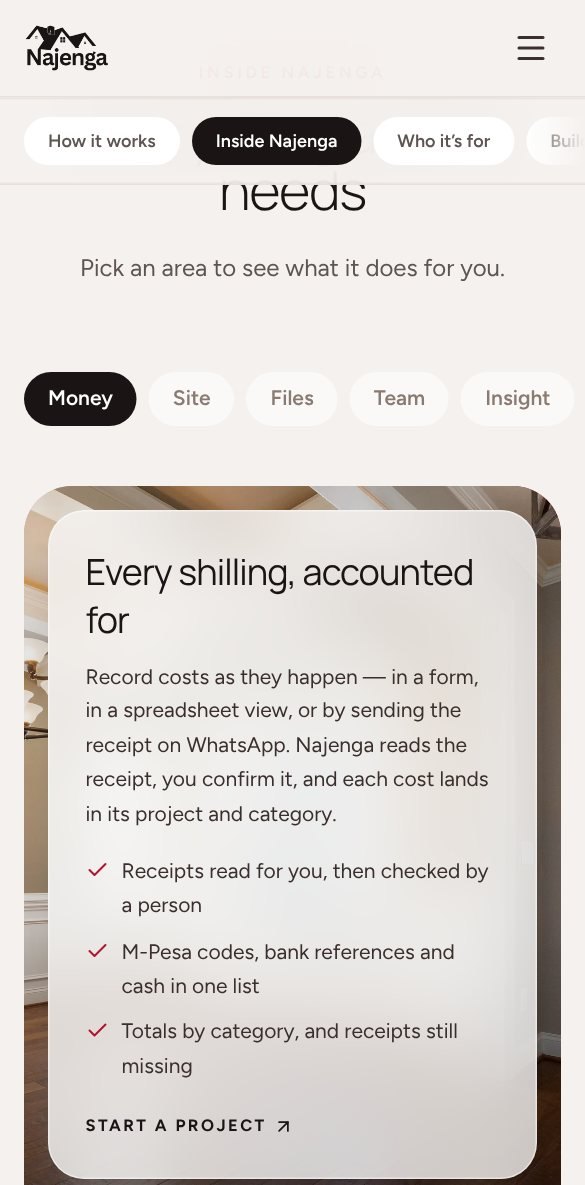 Najenga
INSIDE NAJENGA
How it works
Inside Najenga
Who it’s for
needs
Pick an area to see what it does for you.
Money
Site
Files
Team
Insight
Every shilling, accounted
for
Record costs as they happen — in a form,
in a spreadsheet view, or by sending the
receipt on WhatsApp. Najenga reads the
receipt, you confirm it, and each cost lands
in its project and category.
Receipts read for you, then checked by
a person
M-Pesa codes, bank references and
cash in one list
Totals by category, and receipts still
missing
START A PROJECT